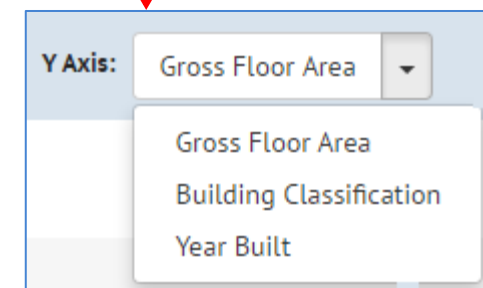 Y Axis: Gross Floor Area
Gross Floor Area
Building Classification
Year Built